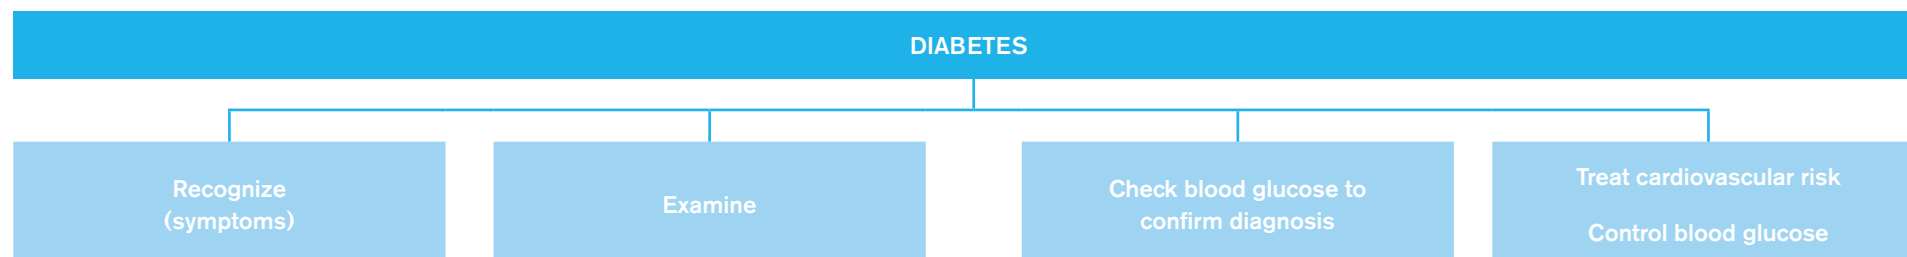 DIABETES
Recognize
(symptoms)
Examine
Check blood glucose to
confirm diagnosis
Treat cardiovascular risk
Control blood glucose